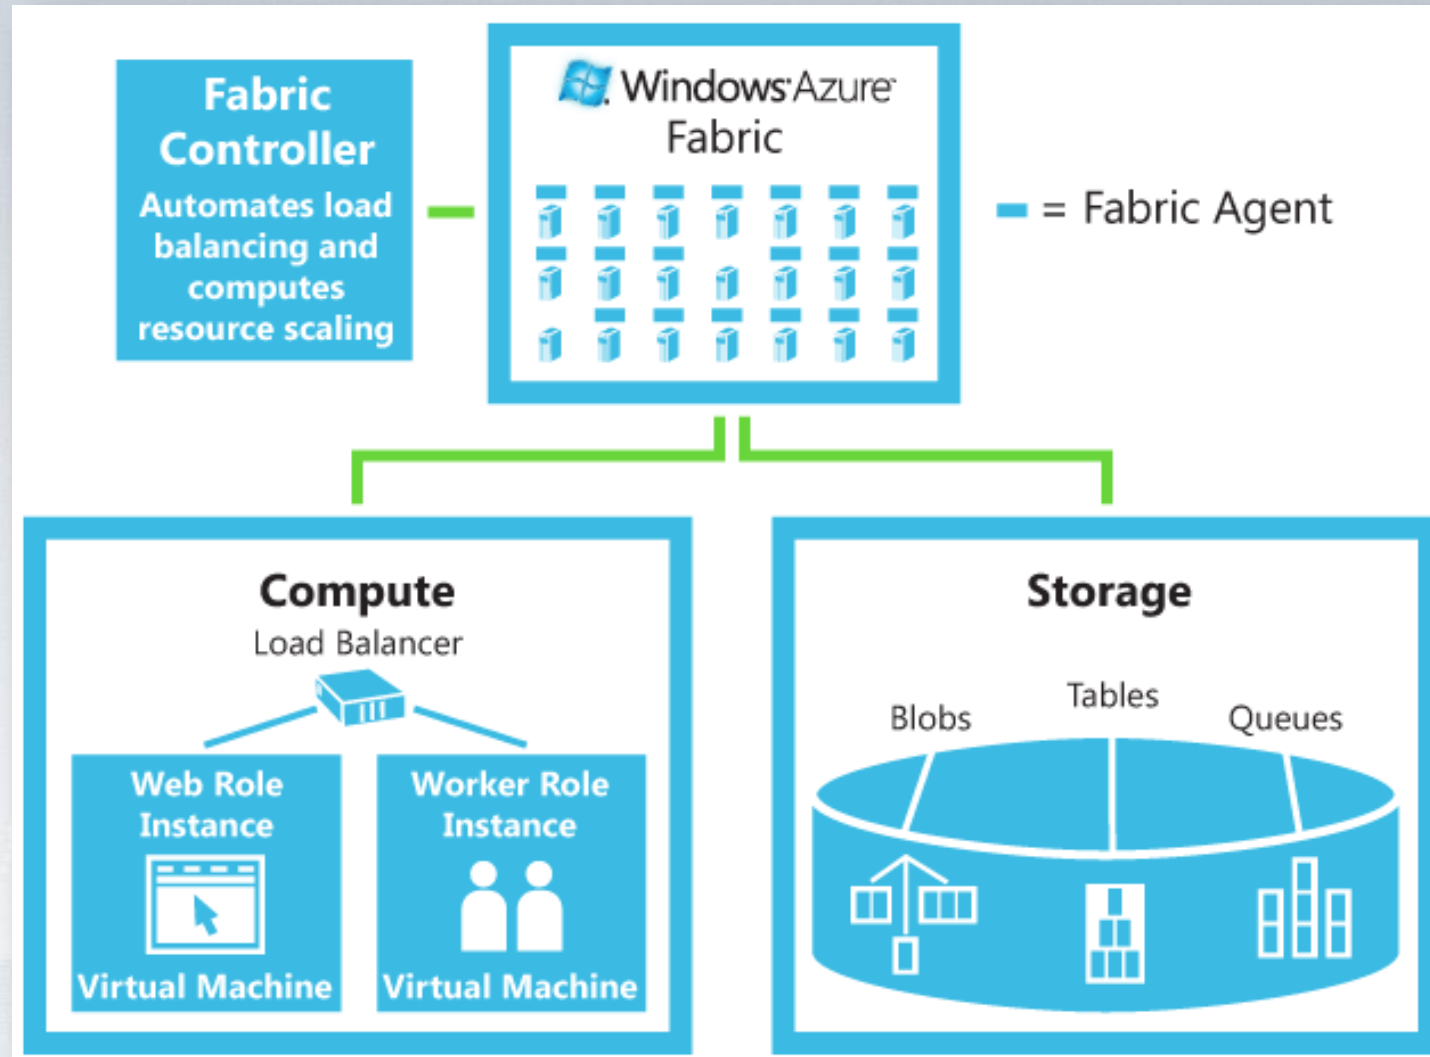 Fabric
Controller
Automates load
balancing and
computes
resource scaling
Windows Azure
Fabric
= Fabric Agent
Compute
Load Balancer
Web Role
Instance
Virtual Machine
Worker Role
Instance
Virtual Machine
Storage
Blobs
Tables
Queues